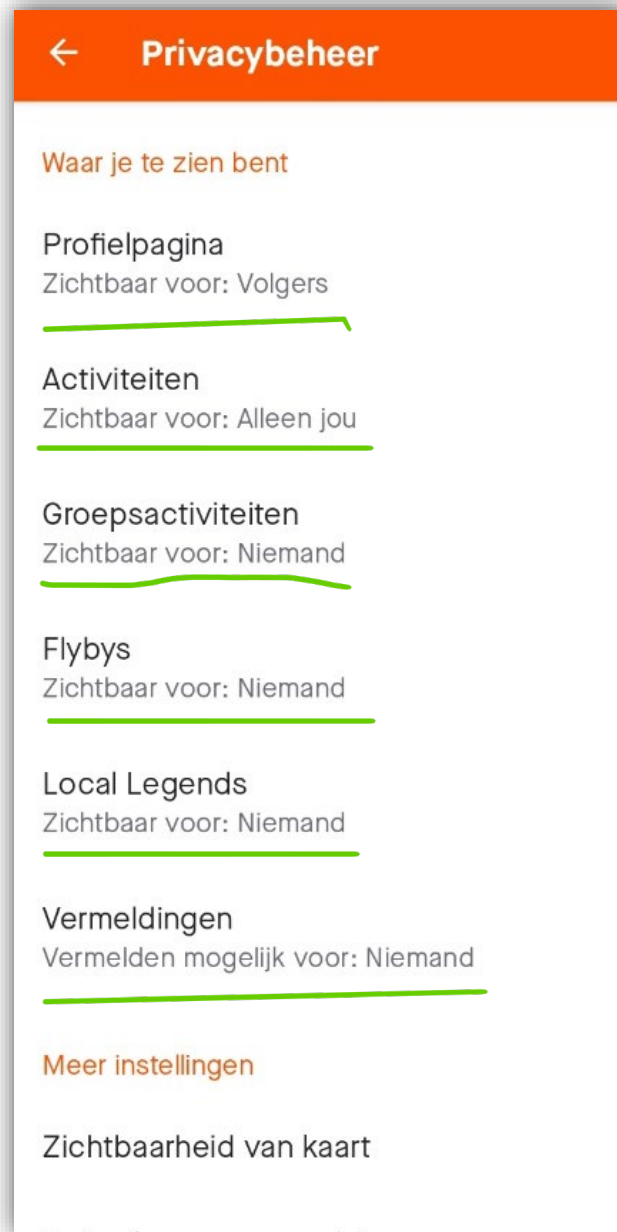 Privacybeheer
Waar je te zien bent
Profielpagina
Zichtbaar voor: Volgers
Activiteiten
Zichtbaar voor: Alleen jou
Groepsactiviteiten
Zichtbaar voor: Niemand
Flybys
Zichtbaar voor: Niemand
Local Legends
Zichtbaar voor: Niemand
Vermeldingen
Vermelden mogelijk voor: Niemand
Meer instellingen
Zichtbaarheid van kaart